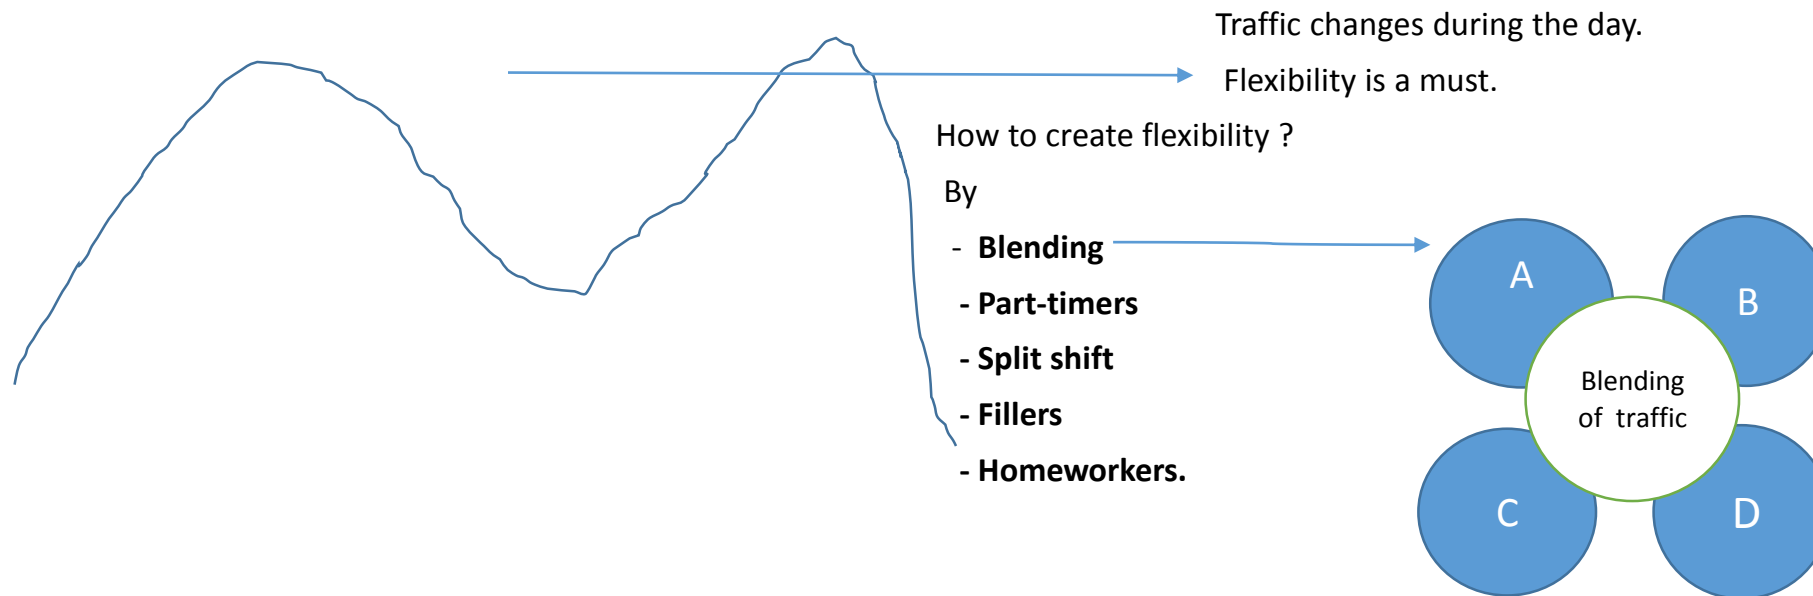 Traffic changes during the day.
Flexibility is a must.
How to create flexibility ?
By
- Blending
- Part-timers
- Split shift
- Fillers
- Homeworkers.
A
B
Blending
of traffic
C
D